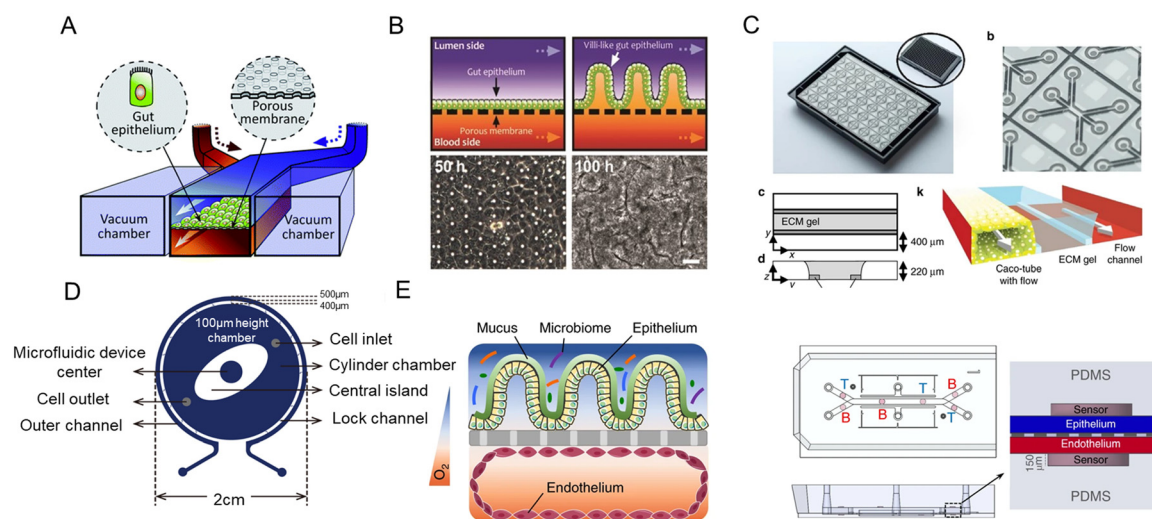 A
Gut
epithelium
Porous
membrane
Vacuum
chamber
Vacuum
chamber
B
Lumen side
Villi-like gut epithelium
Gut epithelium
Porous membrane
Blood side
50 h
100 h
C
b
c
ECM gel
y
x
400 µm
d
z
220 µm
k
Caco-tube
with flow
ECM gel
Flow
channel
D
500µm
400µm
100µm height
chamber
Microfluidic device
center
Cell outlet
Outer channel
Cell inlet
Cylinder chamber
Central island
Lock channel
2cm
E
Mucus
Microbiome
Epithelium
O2
Endothelium
T
B
B
B
T
PDMS
Sensor
Epithelium
Endothelium
Sensor
150
µm
PDMS